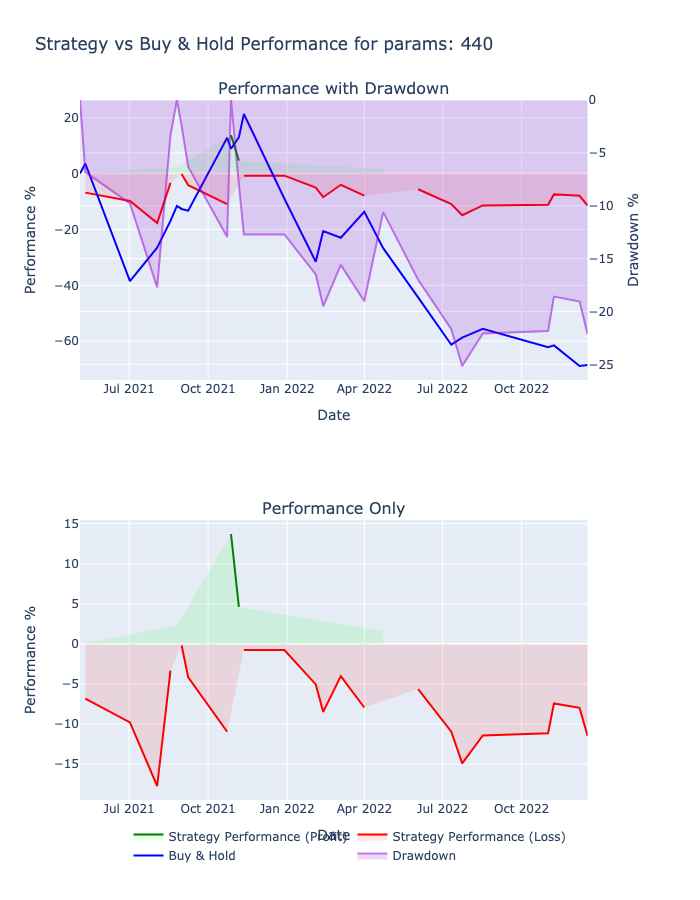 Strategy vs Buy & Hold Performance for params: 440
Performance with Drawdown
20
0
−20
−40
−60
Performance %
0
−5
−10
−15
−20
−25
Drawdown %
Jul 2021
Oct 2021
Jan 2022
Apr 2022
Jul 2022
Oct 2022
Date
Performance Only
15
10
5
0
−5
−10
−15
Performance %
Jul 2021
Oct 2021
Jan 2022
Apr 2022
Jul 2022
Oct 2022
Date
Strategy Performance (Profit)
Strategy Performance (Loss)
Buy & Hold
Drawdown